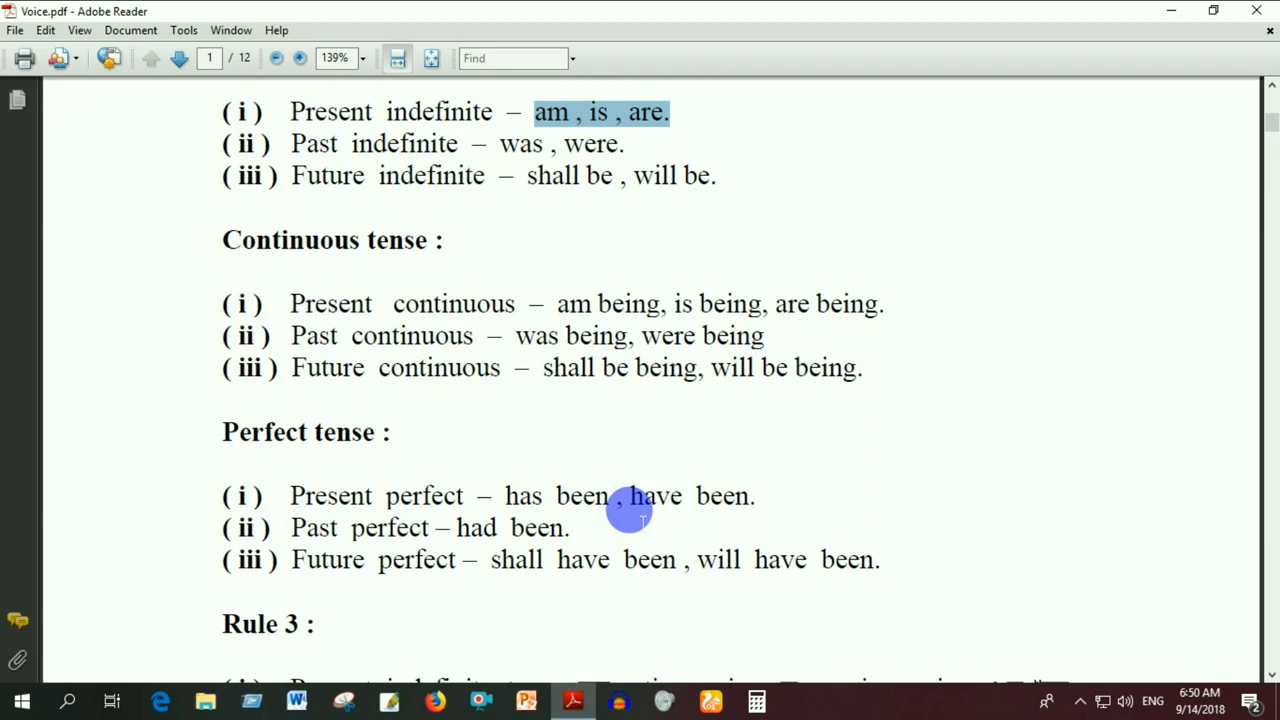 Voice.pdf - Adobe Reader
File Edit View Document Tools Window Help
1 / 12 139% Find
( i ) Present indefinite – am , is , are.
( ii ) Past indefinite – was , were.
( iii ) Future indefinite – shall be , will be.
Continuous tense :
( i ) Present continuous – am being, is being, are being.
( ii ) Past continuous – was being, were being
( iii ) Future continuous – shall be being, will be being.
Perfect tense :
( i ) Present perfect – has been , have been.
( ii ) Past perfect – had been.
( iii ) Future perfect – shall have been , will have been.
Rule 3 :
ENG
6:50 AM
9/14/2018
2